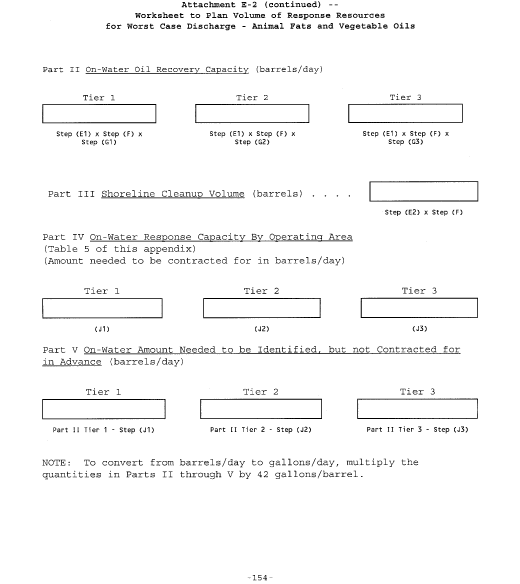 Attachment E-2 (continued) --
Worksheet to Plan Volume of Response Resources
for Worst Case Discharge - Animal Fats and Vegetable Oils
Part II On-Water Oil Recovery Capacity (barrels/day)
Tier 1 Tier 2 Tier 3
Step (E1) x Step (F) x Step (E1) x Step (F) x Step (E1) x Step (F) x
Step (G1) Step (G2) Step (G3)
Part III Shoreline Cleanup Volume (barrels) . . . .
Step (E2) x Step (F)
Part IV On-Water Response Capacity By Operating Area
(Table 5 of this appendix)
(Amount needed to be contracted for in barrels/day)
Tier 1 Tier 2 Tier 3
(J1) (J2) (J3)
Part V On-Water Amount Needed to be Identified, but not Contracted for
in Advance (barrels/day)
Tier 1 Tier 2 Tier 3
Part II Tier 1 - Step (J1) Part II Tier 2 - Step (J2) Part II Tier 3 - Step (J3)
NOTE: To convert from barrels/day to gallons/day, multiply the
quantities in Parts II through V by 42 gallons/barrel.
-154-